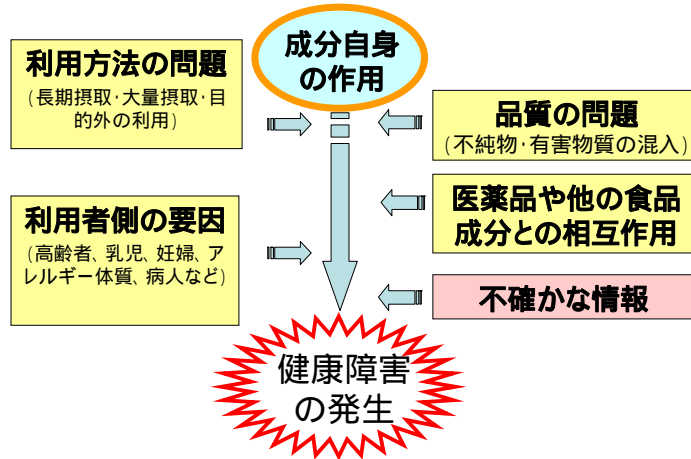 成分自身
の作用
利用方法の問題
(長期摂取･大量摂取･目
的外の利用)
品質の問題
(不純物･有害物質の混入)
医薬品や他の食品
成分との相互作用
利用者側の要因
(高齢者、乳児、妊婦、ア
レルギー体質、病人など)
不確かな情報
健康障害
の発生